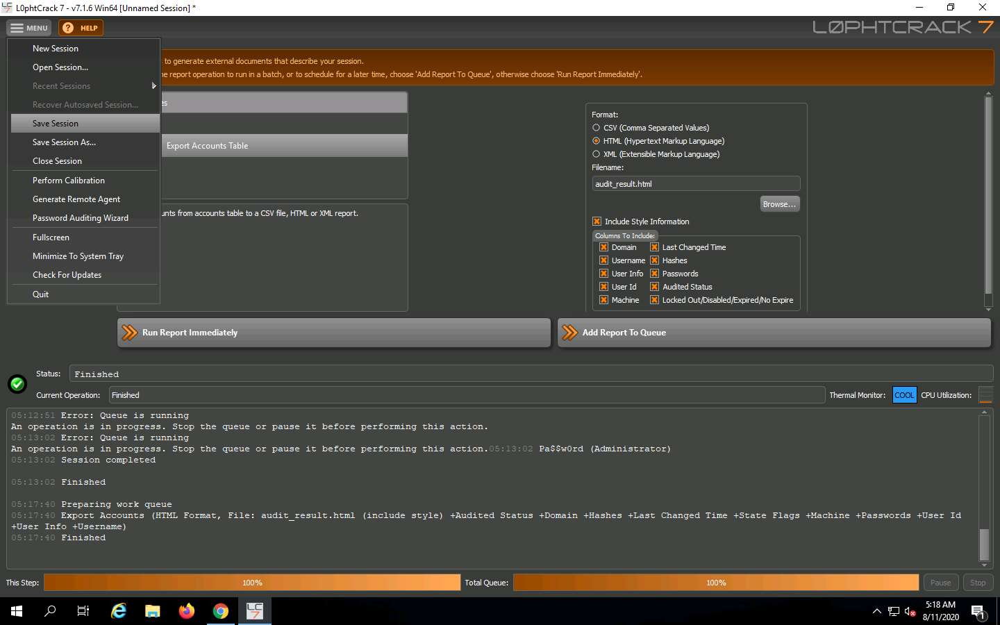 L0phtCrack 7 - v7.1.6 Win64 [Unnamed Session] *
MENU
? HELP
LØPHTCRACK 7
New Session
Open Session...
Recent Sessions
Recover Autosaved Session...
Save Session
Save Session As...
Close Session
Perform Calibration
Generate Remote Agent
Password Auditing Wizard
Fullscreen
Minimize To System Tray
Check For Updates
Quit
to generate external documents that describe your session.
he report operation to run in a batch, or to schedule for a later time, choose 'Add Report To Queue', otherwise choose 'Run Report Immediately'.
es
Export Accounts Table
unts from accounts table to a CSV file, HTML or XML report.
Format:
CSV (Comma Separated Values)
HTML (Hypertext Markup Language)
XML (Extensible Markup Language)
Filename:
audit_result.html
Browse...
Include Style Information
Columns To Include:
Domain Last Changed Time
Username Hashes
User Info Passwords
User Id Audited Status
Machine Locked Out/Disabled/Expired/No Expire
Run Report Immediately
Add Report To Queue
Status: Finished
Current Operation: Finished
Thermal Monitor: COOL CPU Utilization:
05:12:51 Error: Queue is running
An operation is in progress. Stop the queue or pause it before performing this action.
05:13:02 Error: Queue is running
An operation is in progress. Stop the queue or pause it before performing this action.05:13:02 Pa$$w0rd (Administrator)
05:13:02 Session completed
05:13:02 Finished
05:17:40 Preparing work queue
05:17:40 Export Accounts (HTML Format, File: audit_result.html (include style) +Audited Status +Domain +Hashes +Last Changed Time +State Flags +Machine +Passwords +User Id
+User Info +Username)
05:17:40 Finished
This Step: 100%
Total Queue: 100%
Pause
Stop
LC
7
5:18 AM
8/11/2020
1